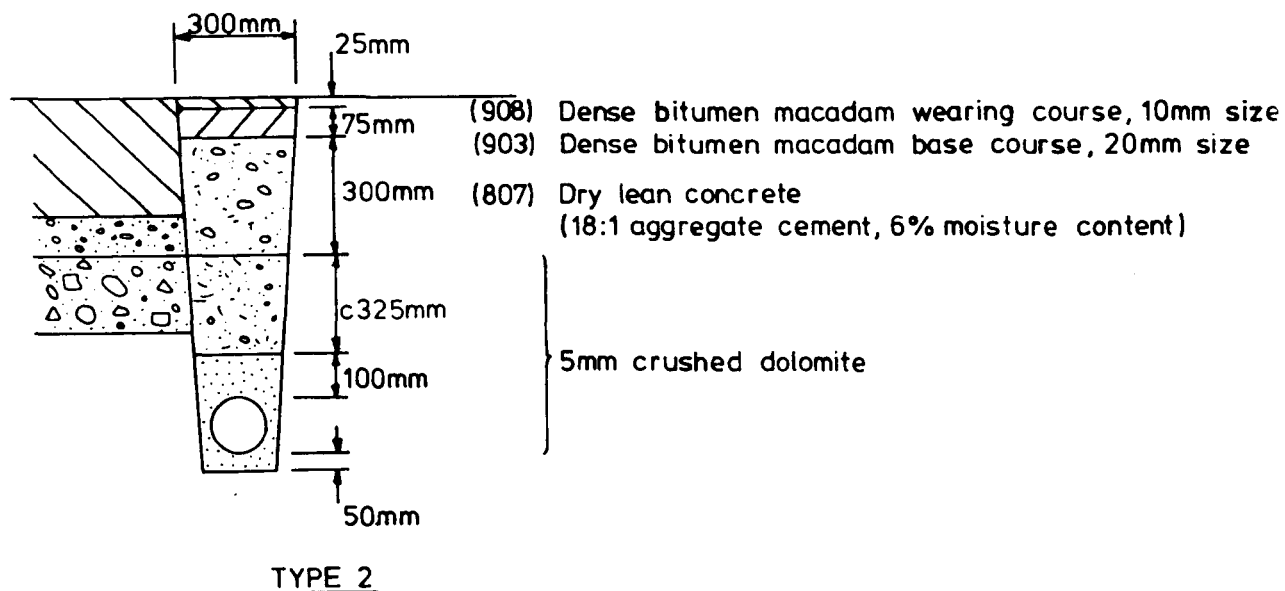 300mm
25mm
75mm
(908) Dense bitumen macadam wearing course, 10mm size
(903) Dense bitumen macadam base course, 20mm size
300mm
(807) Dry lean concrete
(18:1 aggregate cement, 6% moisture content)
c325mm
100mm
5mm crushed dolomite
50mm
TYPE 2